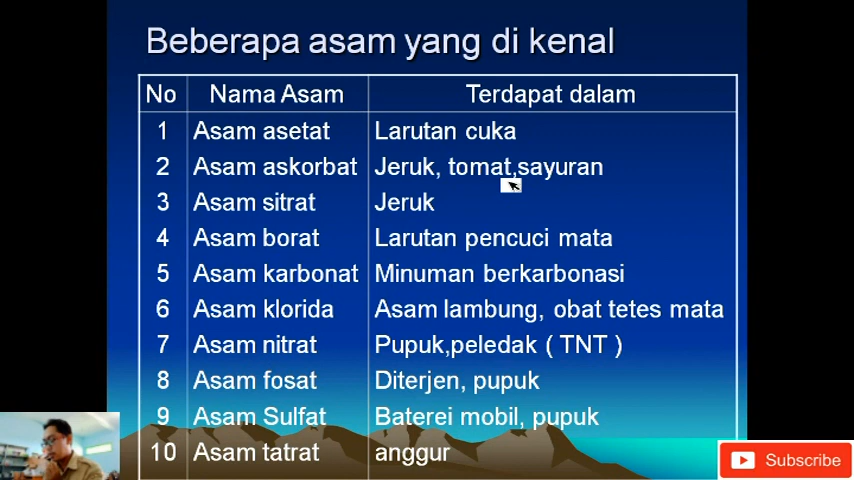 Beberapa asam yang di kenal
No Nama Asam Terdapat dalam
1 Asam asetat Larutan cuka
2 Asam askorbat Jeruk, tomat,sayuran
3 Asam sitrat Jeruk
4 Asam borat Larutan pencuci mata
5 Asam karbonat Minuman berkarbonasi
6 Asam klorida Asam lambung, obat tetes mata
7 Asam nitrat Pupuk,peledak ( TNT )
8 Asam fosat Diterjen, pupuk
9 Asam Sulfat Baterei mobil, pupuk
10 Asam tatrat anggur
Subscribe